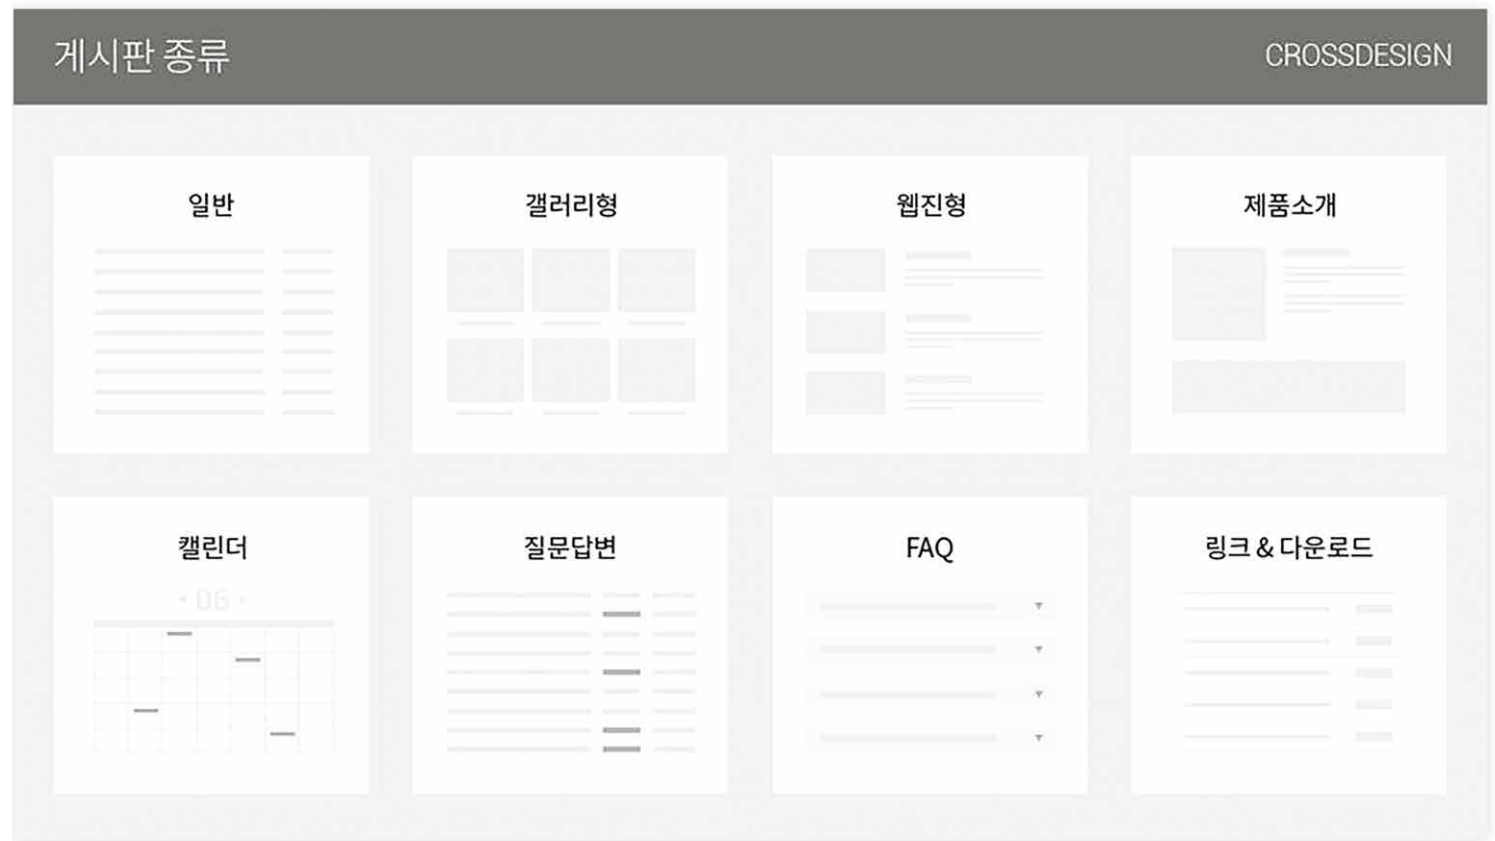 게시판 종류
CROSSDESIGN
일반
갤러리형
웹진형
제품소개
캘린더
06
질문답변
FAQ
링크 & 다운로드